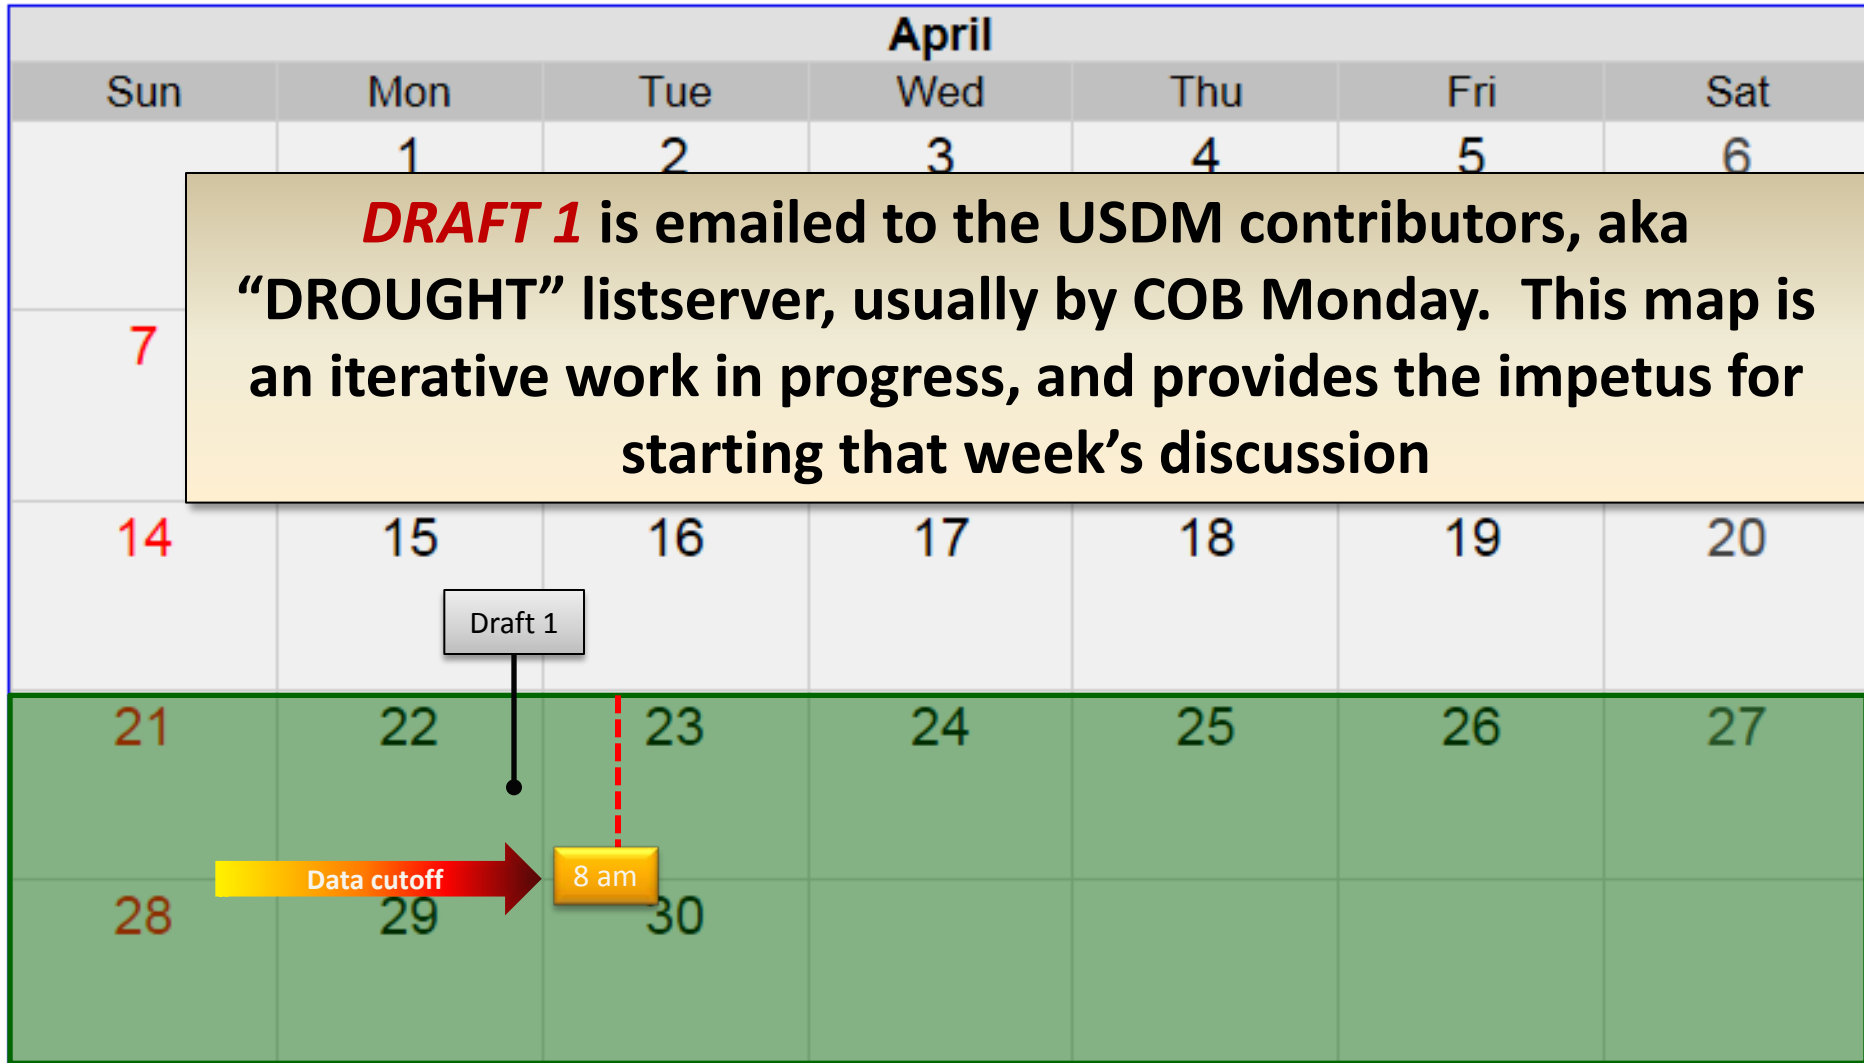 April
Sun Mon Tue Wed Thu Fri Sat
1 2 3 4 5 6
DRAFT 1 is emailed to the USDM contributors, aka
“DROUGHT” listserver, usually by COB Monday.  This map is
an iterative work in progress, and provides the impetus for
starting that week’s discussion
7
14 15 16 17 18 19 20
Draft 1
21 22 23 24 25 26 27
Data cutoff 8 am
28 29 30